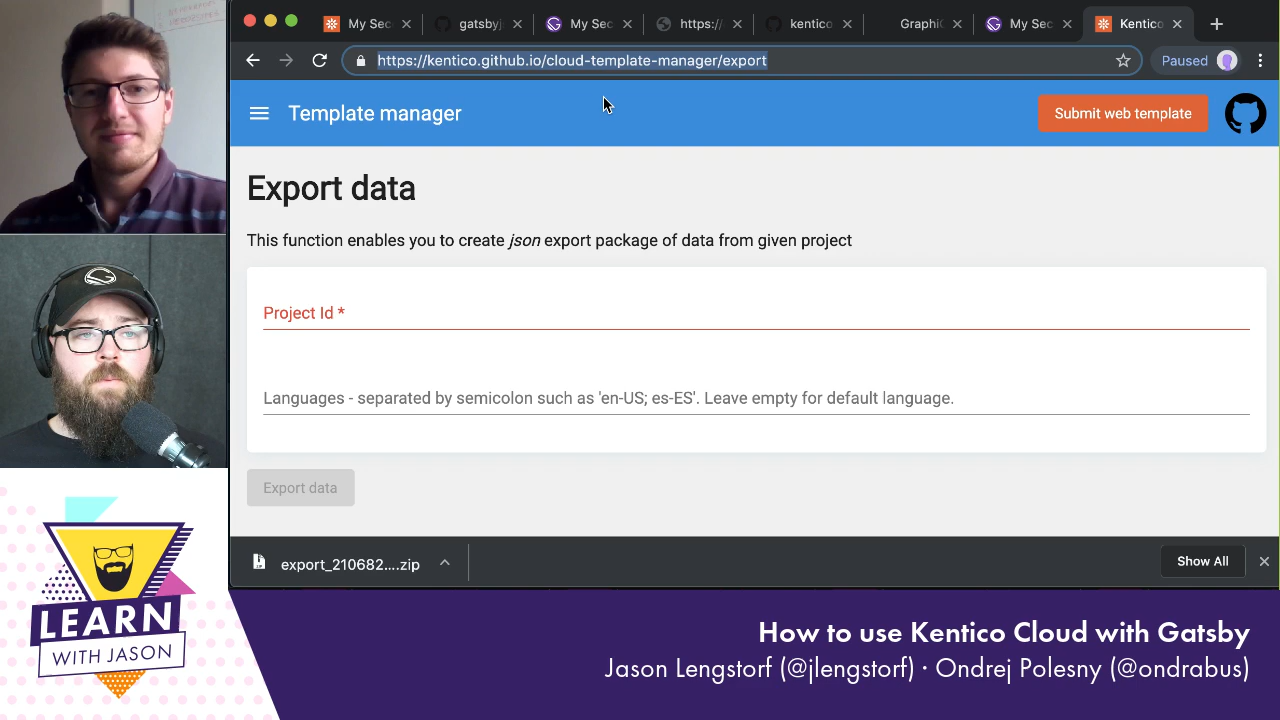 My Sec
gatsbyj
My Sec
https:/
kentico
GraphiC
My Sec
Kentico
https://kentico.github.io/cloud-template-manager/export
Paused
Template manager
Submit web template
Export data
This function enables you to create json export package of data from given project
Project Id *
Languages - separated by semicolon such as 'en-US; es-ES'. Leave empty for default language.
Export data
export_210682....zip
Show All
LEARN
WITH JASON
How to use Kentico Cloud with Gatsby
Jason Lengstorf (@jlengstorf) · Ondrej Polesny (@ondrabus)